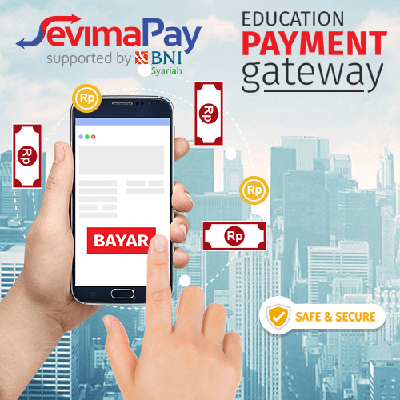 SevimaPay
supported by BNI
Syariah
EDUCATION
PAYMENT
gateway
Rp
Rp
Rp
Rp
Rp
BAYAR
SAFE & SECURE